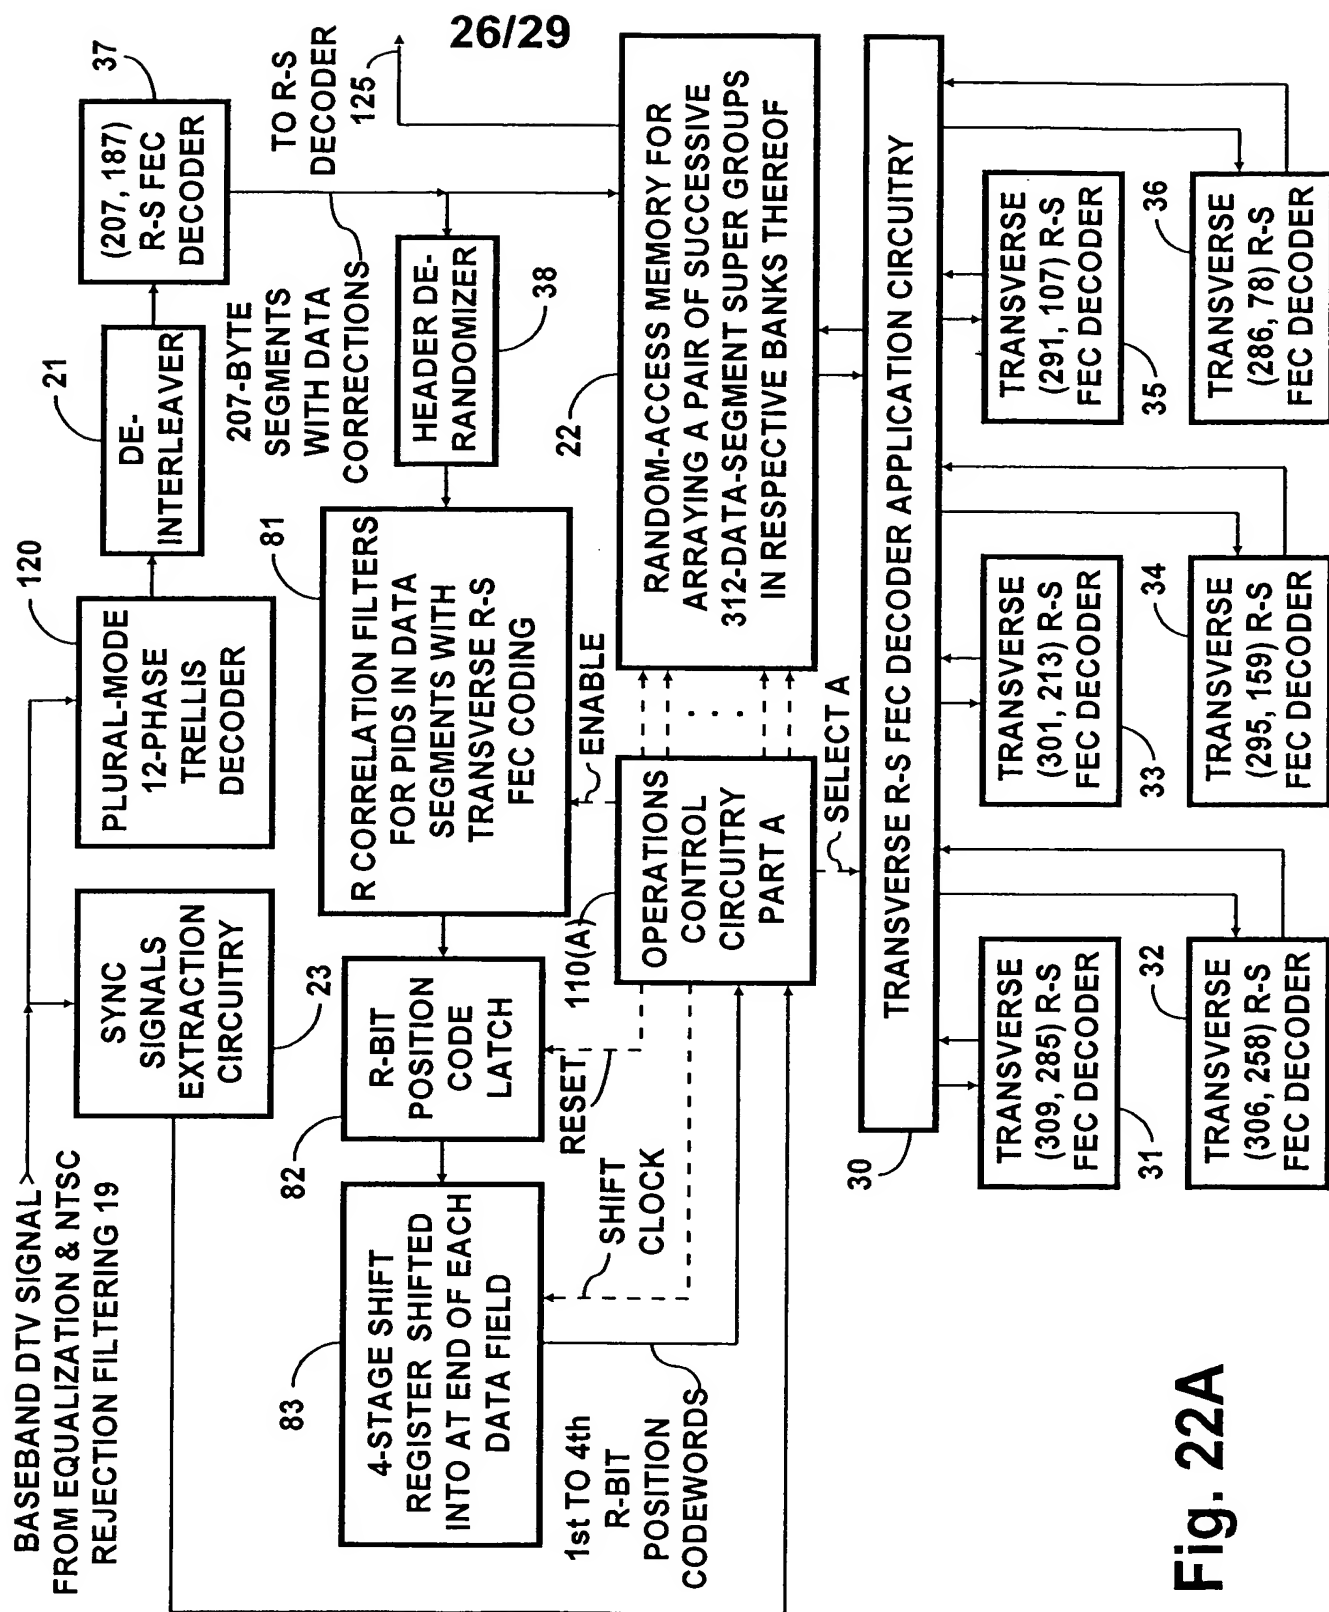 26/29
BASEBAND DTV SIGNAL
FROM EQUALIZATION & NTSC
REJECTION FILTERING 19
SYNC
SIGNALS
EXTRACTION
CIRCUITRY
23
PLURAL-MODE
12-PHASE
TRELLIS
DECODER
120
DE-
INTERLEAVER
21
(207, 187)
R-S FEC
DECODER
37
TO R-S
DECODER
125
207-BYTE
SEGMENTS
WITH DATA
CORRECTIONS
HEADER DE-
RANDOMIZER
38
R CORRELATION FILTERS
FOR PIDS IN DATA
SEGMENTS WITH
TRANSVERSE R-S
FEC CODING
81
R-BIT
POSITION
CODE
LATCH
82
4-STAGE SHIFT
REGISTER SHIFTED
INTO AT END OF EACH
DATA FIELD
83
1st TO 4th
R-BIT
POSITION
CODEWORDS
SHIFT
CLOCK
RESET
ENABLE
110(A)
OPERATIONS
CONTROL
CIRCUITRY
PART A
SELECT A
22
RANDOM-ACCESS MEMORY FOR
ARRAYING A PAIR OF SUCCESSIVE
312-DATA-SEGMENT SUPER GROUPS
IN RESPECTIVE BANKS THEREOF
. . .
TRANSVERSE R-S FEC DECODER APPLICATION CIRCUITRY
30
TRANSVERSE
(309, 285) R-S
FEC DECODER
31
TRANSVERSE
(306, 258) R-S
FEC DECODER
32
TRANSVERSE
(301, 213) R-S
FEC DECODER
33
TRANSVERSE
(295, 159) R-S
FEC DECODER
34
TRANSVERSE
(291, 107) R-S
FEC DECODER
35
TRANSVERSE
(286, 78) R-S
FEC DECODER
36
Fig. 22A